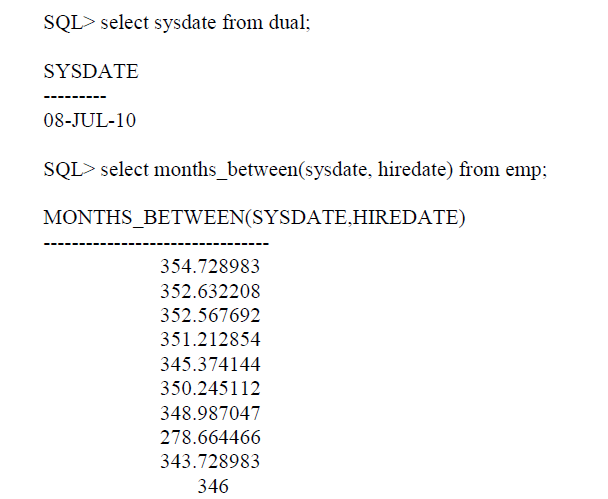 SQL> select sysdate from dual;
SYSDATE
---------
08-JUL-10
SQL> select months_between(sysdate, hiredate) from emp;
MONTHS_BETWEEN(SYSDATE,HIREDATE)
--------------------------------
354.728983
352.632208
352.567692
351.212854
345.374144
350.245112
348.987047
278.664466
343.728983
346